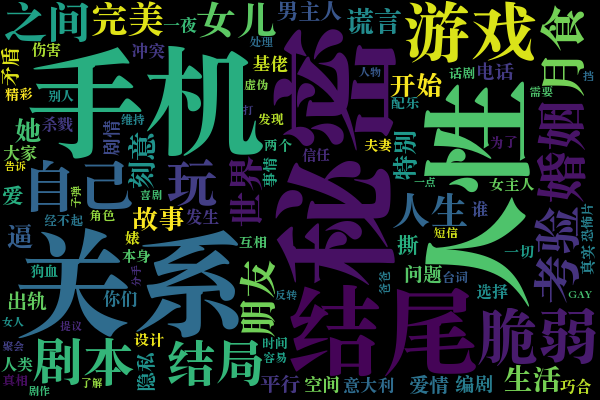 之间
完美
一夜
女儿
男主人
谎言
游戏
月食
矛盾
伤害
冲突
处理
基佬
人物
话剧
电话
挡
精彩
别人
手机
虚伪
密
开始
配乐
需要
人性
她
杀戮
剧情
维持
打
发现
夫妻
特别
为了
婚姻
大家
告诉
刻意
两个
信任
秘
一点
女主人
爱
自己
子弹
喜剧
玩
世界
事情
经不起
角色
故事
发生
人生
谁
考验
恐怖片
真实
逼
婊
关系
本身
互相
短信
撕
一切
狗血
分手
朋友
反转
爸爸
问题
台词
选择
GAY
出轨
你们
结尾
女人
提议
设计
脆弱
聚会
人类
剧本
隐私
结局
时间
容易
真相
了解
剧作
平行
空间
意大利
爱情
编剧
生活
巧合